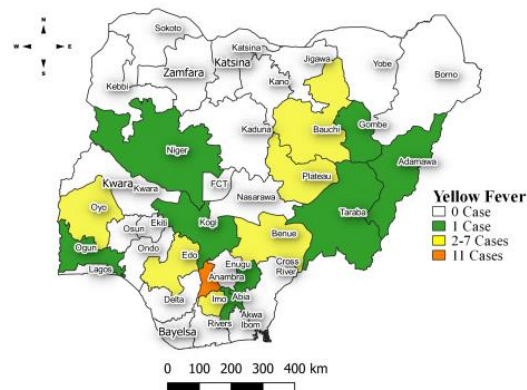 N
W E
S
Sokoto
Katsina
Katsina
Jigawa
Yobe
Borno
Zamfara
Kebbi
Kano
Kaduna
Bauchi
Gombe
Niger
Adamawa
Plateau
FCT
Kwara
Kwara
Nasarawa
Taraba
Oyo
Ekiti
Kogi
Osun
Benue
Ogun
Ondo
Edo
Enugu
Cross
River
Lagos
Anambra
Delta
Imo
Abia
Bayelsa
Rivers
Akwa
Ibom
Yellow Fever
0 Case
1 Case
2-7 Cases
11 Cases
0 100 200 300 400 km